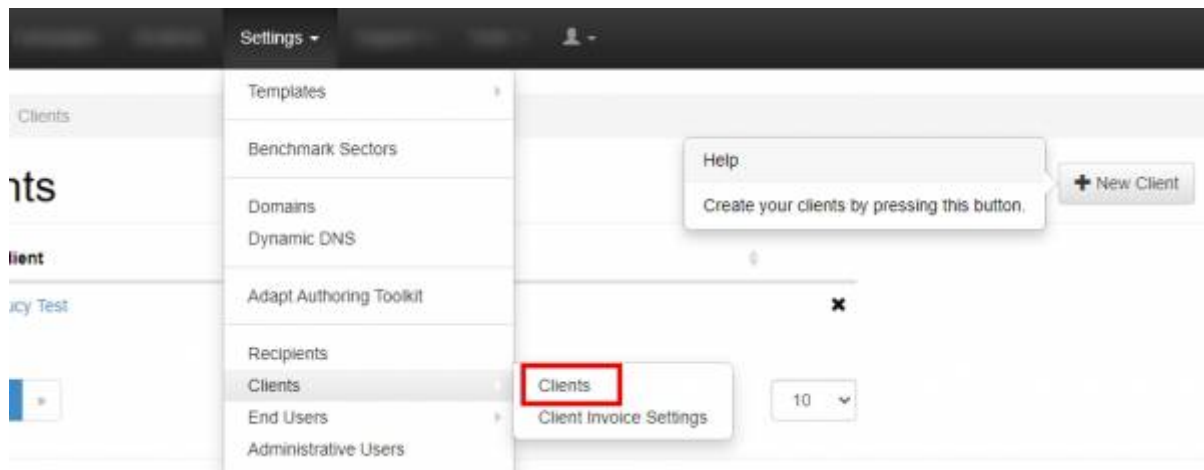 Settings
Templates
Clients
Benchmark Sectors
Help
nts
New Client
Domains
Create your clients by pressing this button.
Dynamic DNS
lient
Adapt Authoring Toolkit
ucy Test
Recipients
Clients
Clients
10
End Users
Client Invoice Settings
Administrative Users